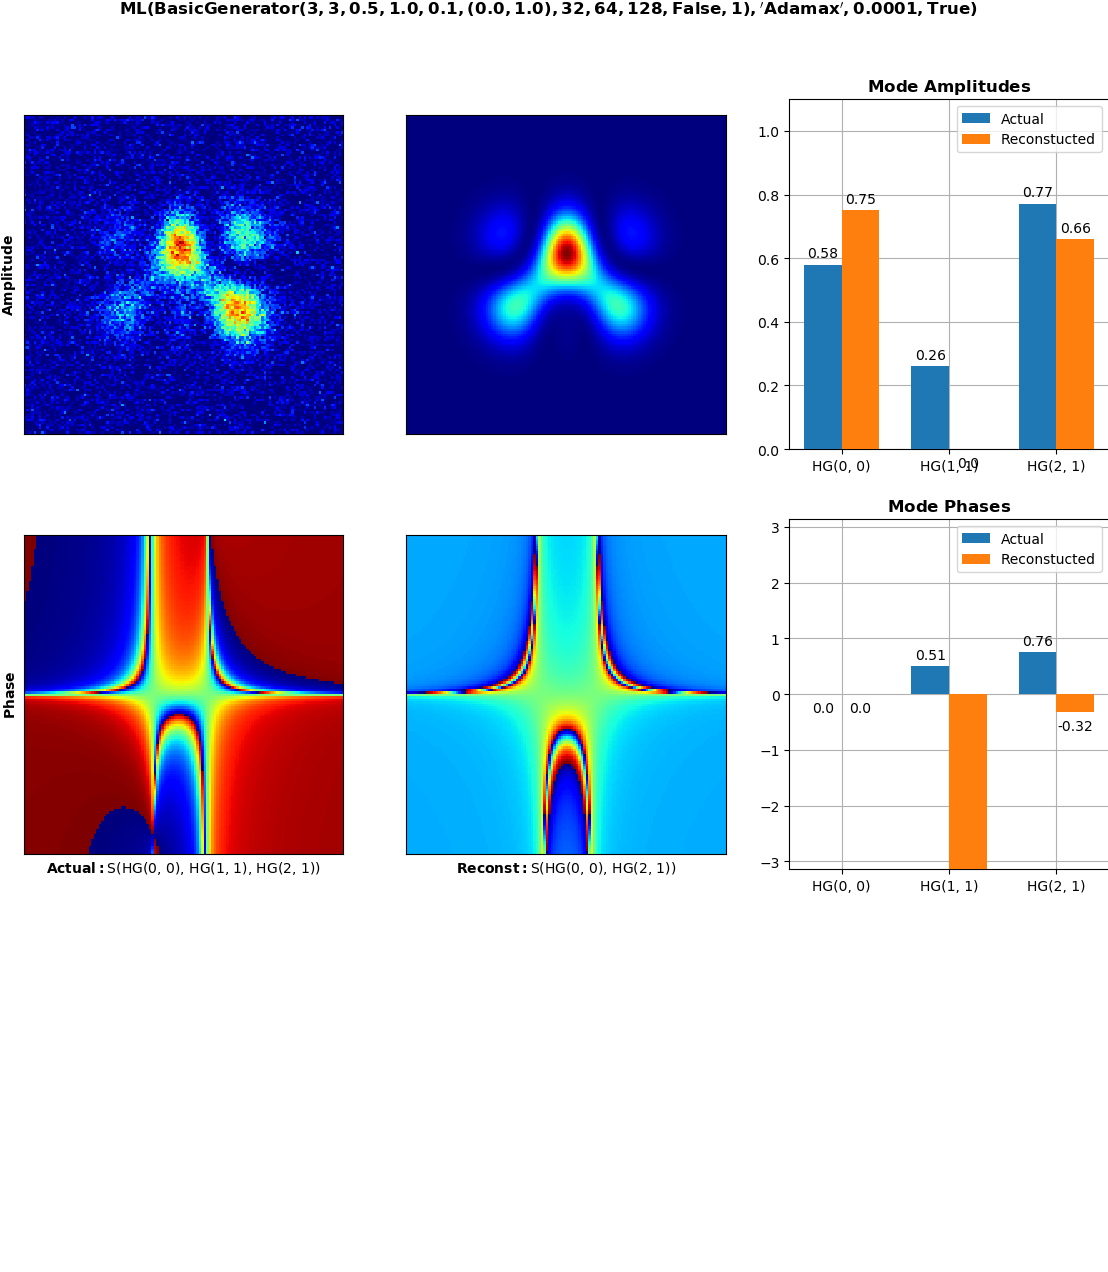 ML(BasicGenerator(3, 3, 0.5, 1.0, 0.1, (0.0, 1.0), 32, 64, 128, False, 1), ′Adamax′, 0.0001, True)
Amplitude
Mode Amplitudes
Actual
Reconstucted
1.0
0.8
0.6
0.4
0.2
0.0
0.58
0.75
0.26
0.0
0.77
0.66
HG(0, 0)
HG(1, 1)
HG(2, 1)
Phase
Actual: S(HG(0, 0), HG(1, 1), HG(2, 1))
Reconst: S(HG(0, 0), HG(2, 1))
Mode Phases
Actual
Reconstucted
3
2
1
0
−1
−2
−3
0.0
0.0
0.51
0.76
-0.32
HG(0, 0)
HG(1, 1)
HG(2, 1)